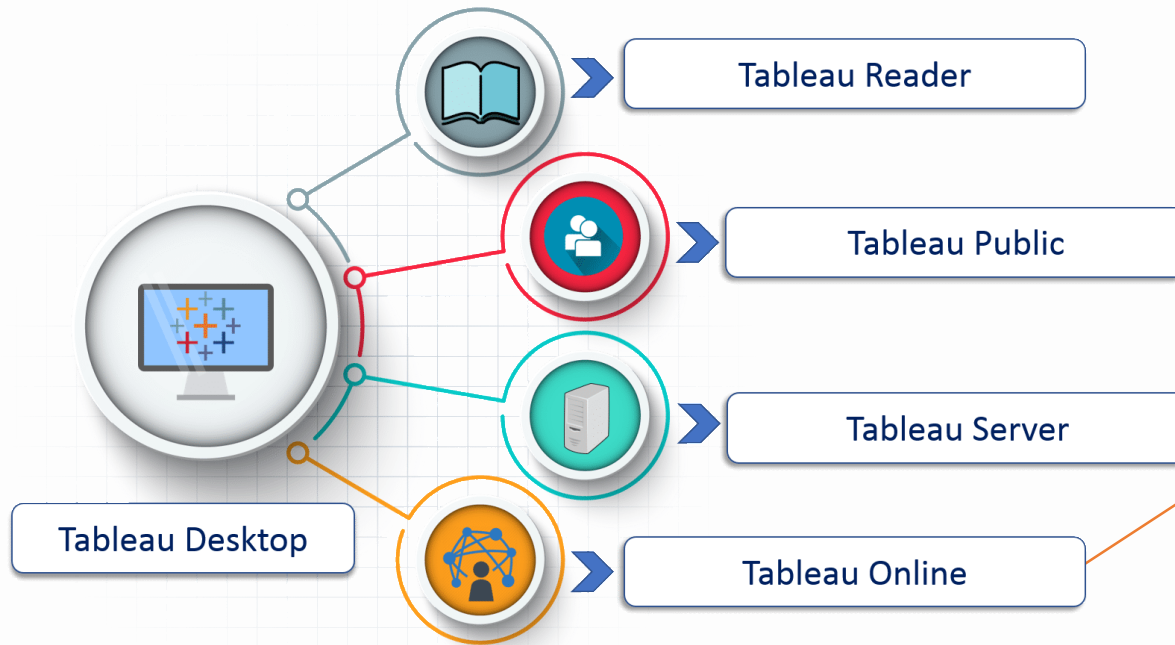 Tableau Reader
Tableau Public
Tableau Server
Tableau Desktop
Tableau Online